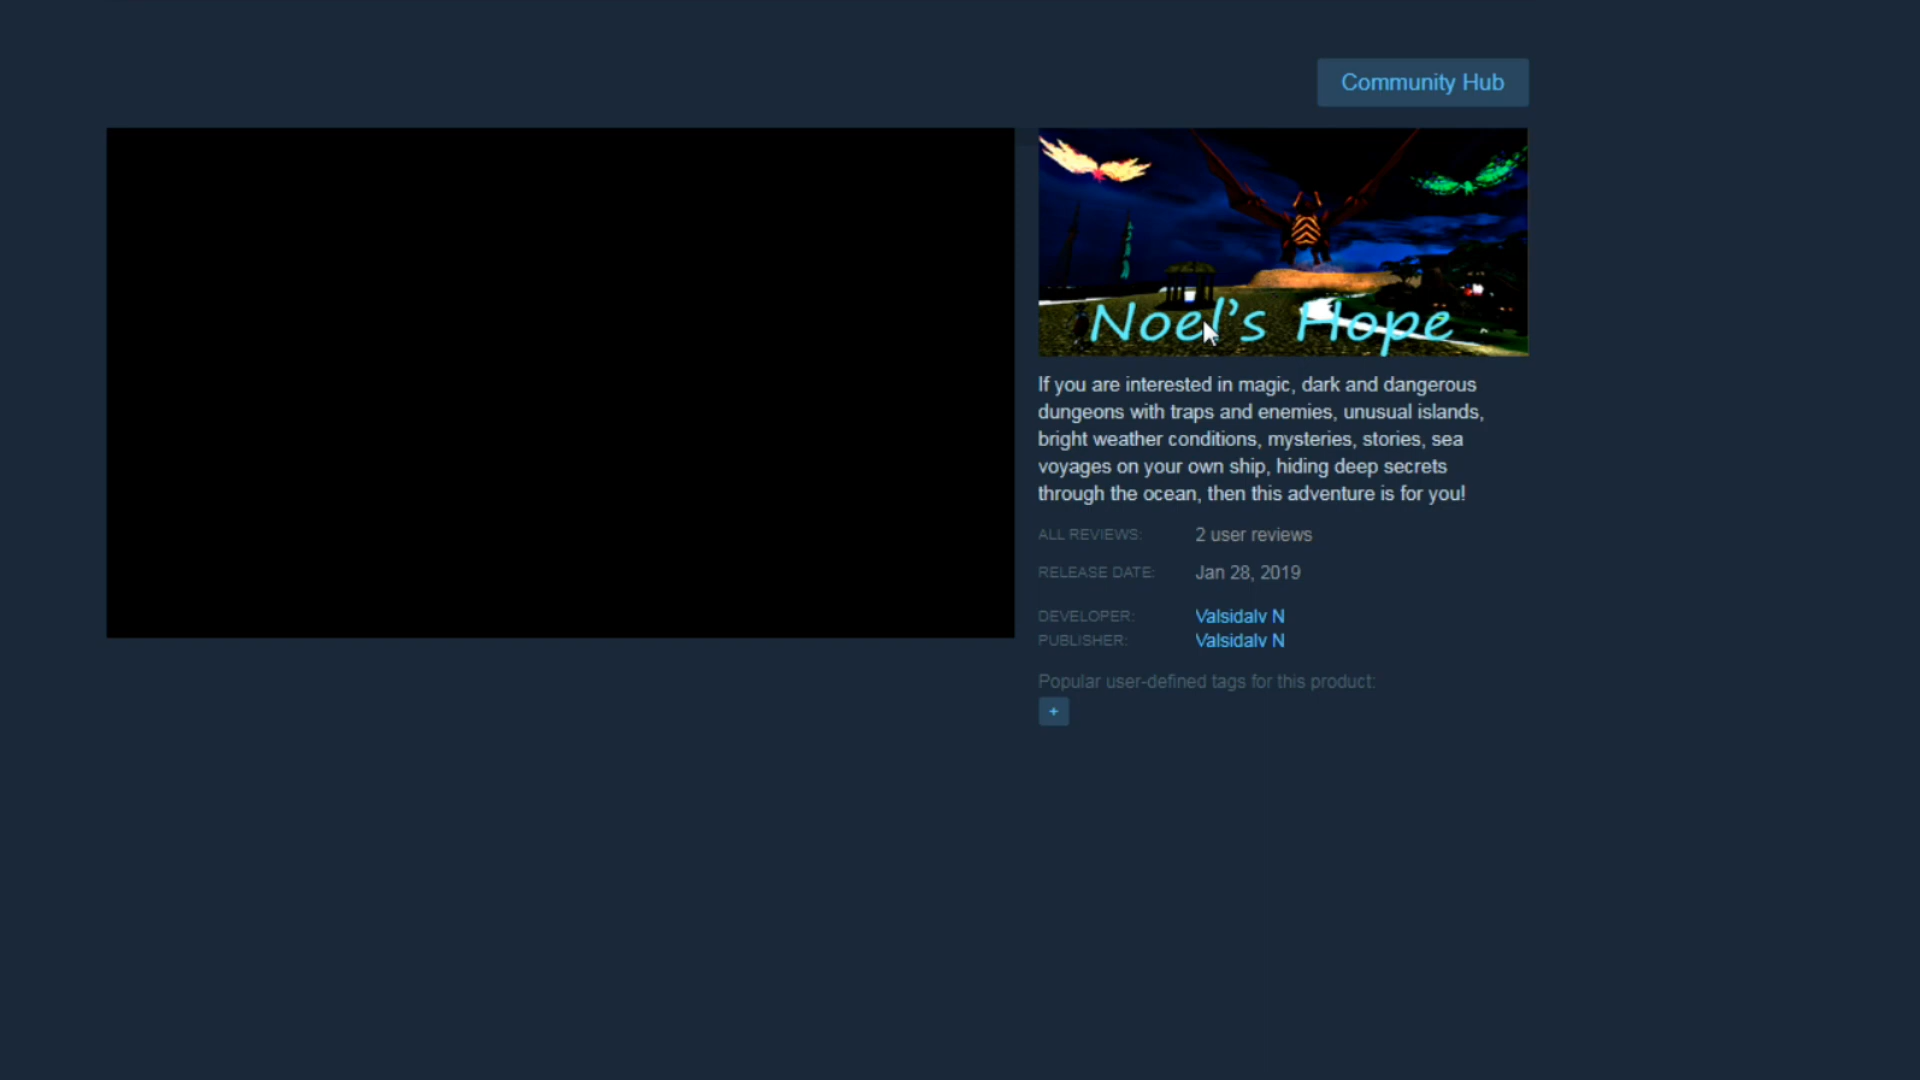 Community Hub
Noel's Hope
If you are interested in magic, dark and dangerous
dungeons with traps and enemies, unusual islands,
bright weather conditions, mysteries, stories, sea
voyages on your own ship, hiding deep secrets
through the ocean, then this adventure is for you!
ALL REVIEWS: 2 user reviews
RELEASE DATE: Jan 28, 2019
DEVELOPER: Valsidalv N
PUBLISHER: Valsidalv N
Popular user-defined tags for this product:
+